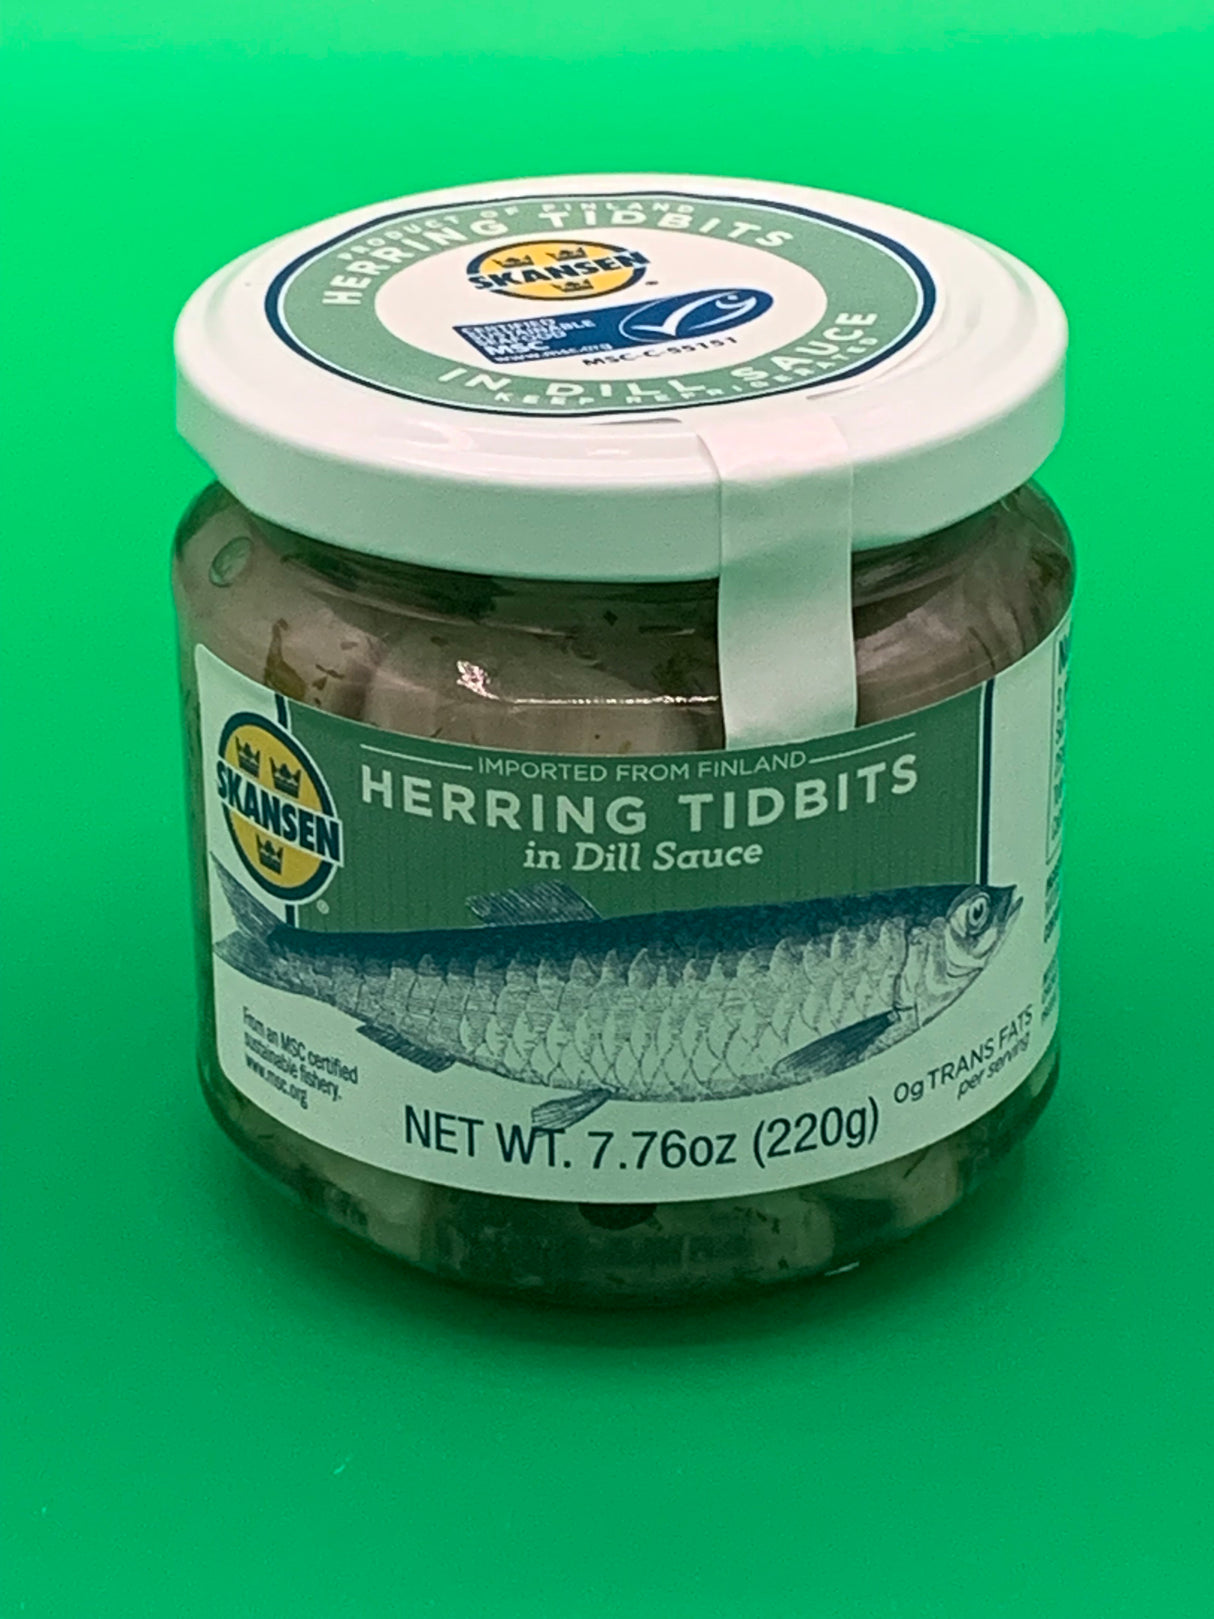 PRODUCT OF FINLAND
HERRING TIDBITS
SKANSEN
CERTIFIED
SUSTAINABLE
SEAFOOD
MSC
www.msc.org
MSC-C-55151
IN DILL SAUCE
KEEP REFRIGERATED
IMPORTED FROM FINLAND
HERRING TIDBITS
in Dill Sauce
SKANSEN
®
From an MSC certified
sustainable fishery.
www.msc.org
NET WT. 7.76oz (220g)
0g TRANS FATS
per serving